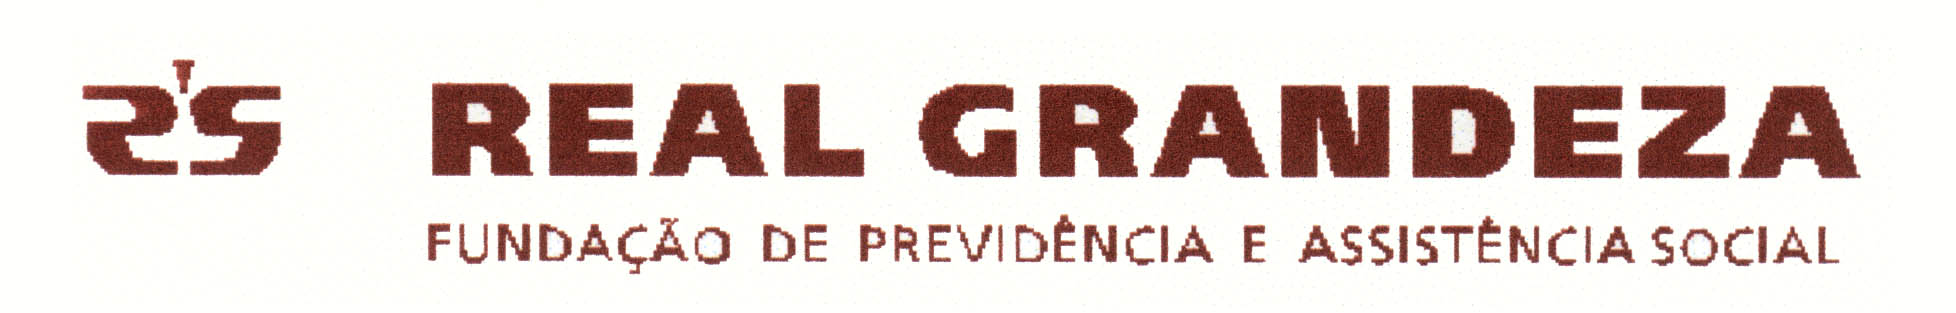 REAL GRANDEZA
FUNDAÇÃO DE PREVIDÊNCIA E ASSISTÊNCIA SOCIAL